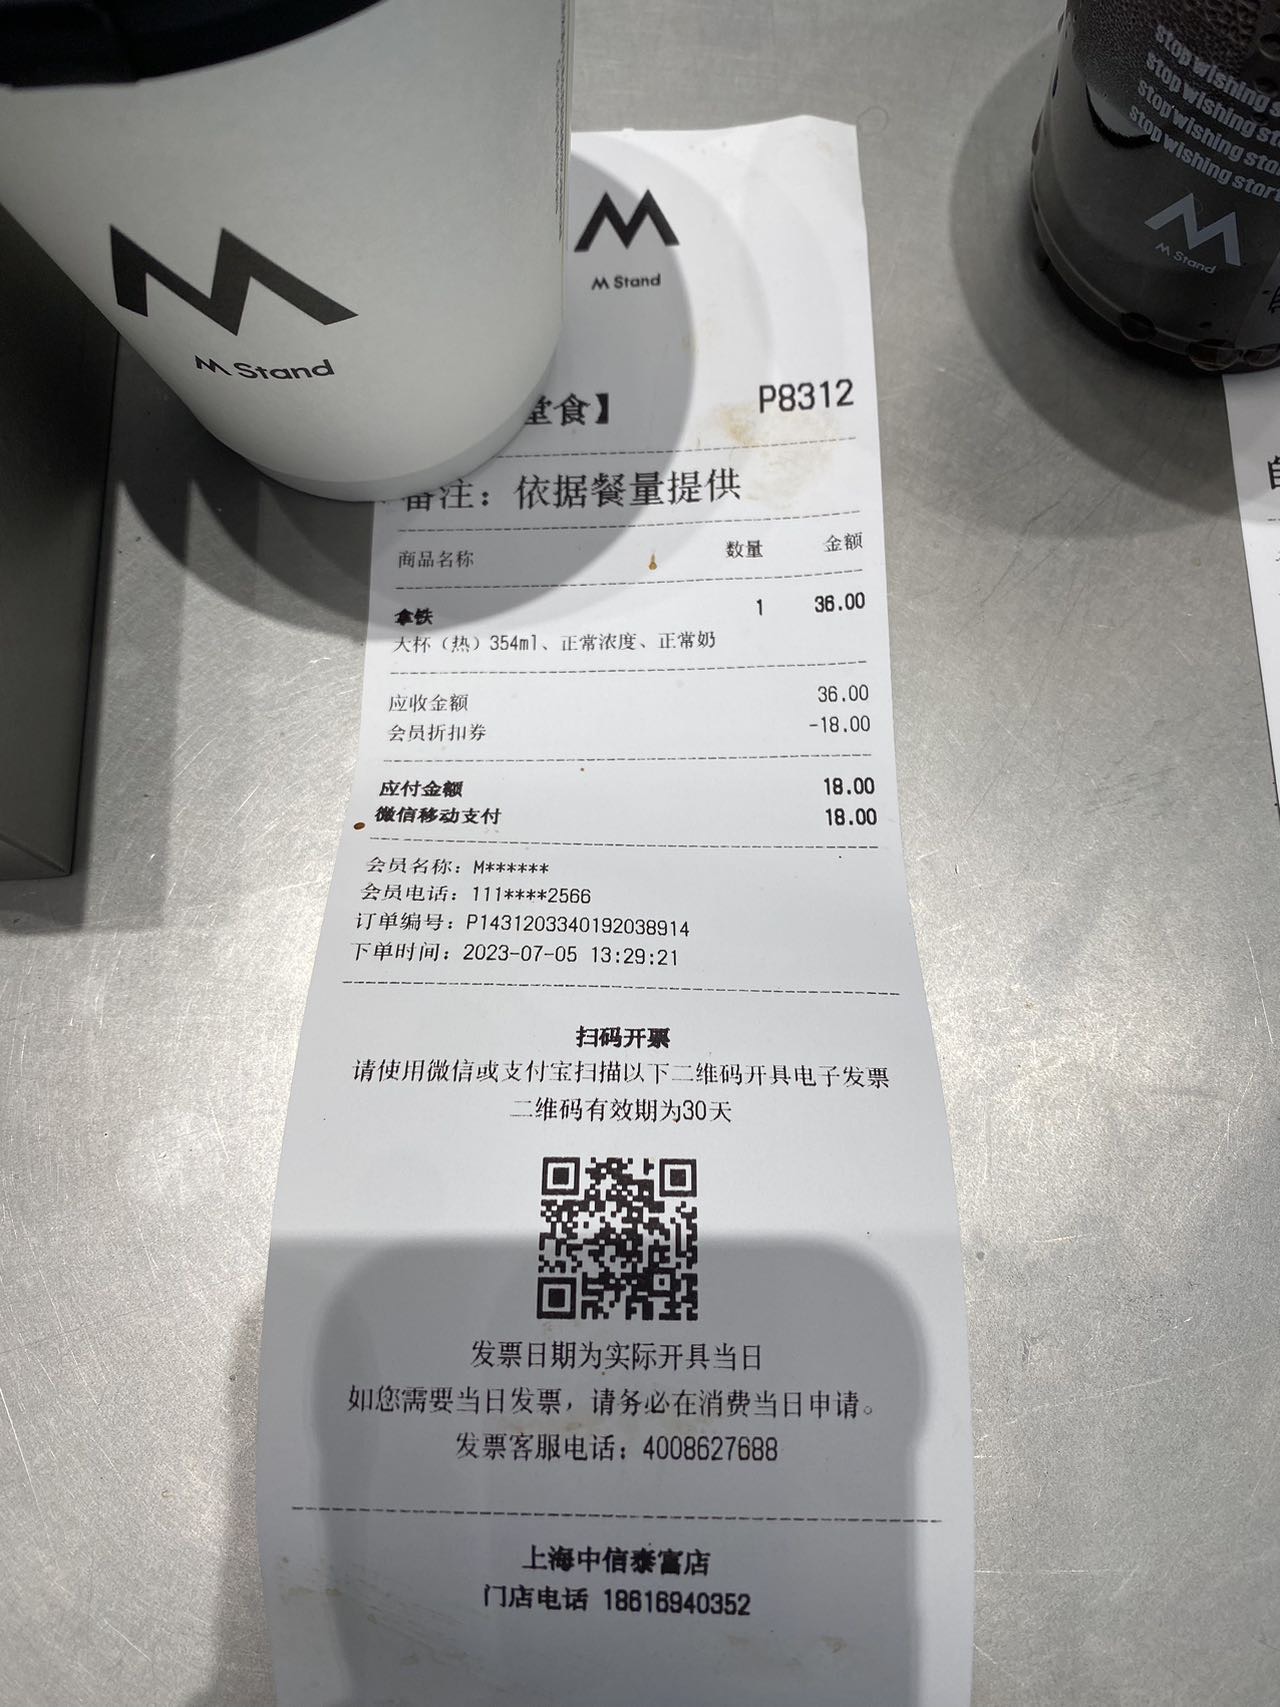 M Stand
M Stand
堂食】
P8312
备注：依据餐量提供
商品名称 数量 金额
拿铁 1 36.00
大杯（热）354ml、正常浓度、正常奶
应收金额 36.00
会员折扣券 -18.00
应付金额 18.00
微信移动支付 18.00
会员名称：M******
会员电话：111****2566
订单编号：P1431203340192038914
下单时间：2023-07-05 13:29:21
扫码开票
请使用微信或支付宝扫描以下二维码开具电子发票
二维码有效期为30天
发票日期为实际开具当日
如您需要当日发票，请务必在消费当日申请。
发票客服电话：4008627688
上海中信泰富店
门店电话 18616940352
stop wishing
stop wishing st
stop wishing sta
stop wishing start
M Stand
自